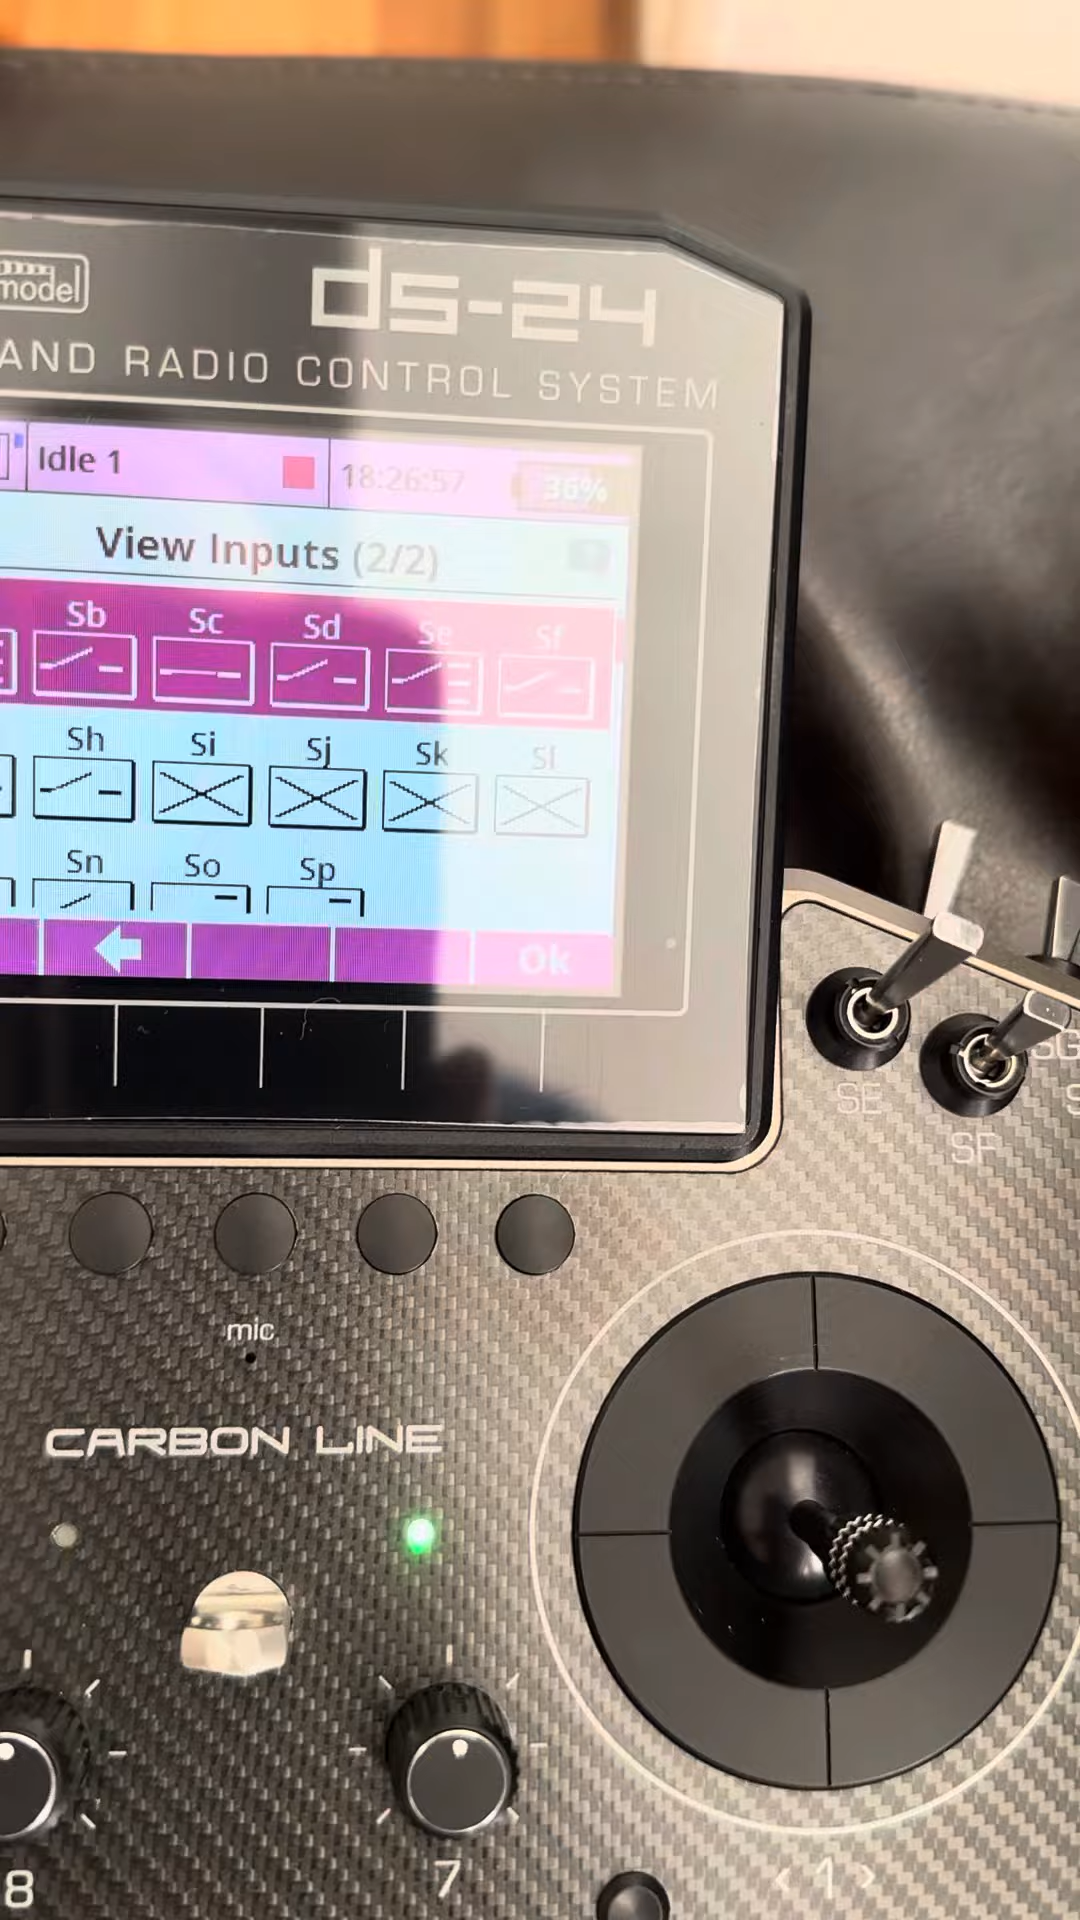 model
ds-24
AND RADIO CONTROL SYSTEM
Idle 1
18:26:57
36%
View Inputs (2/2)
Sb Sc Sd Se Sf
Sh Si Sj Sk Sl
Sn So Sp
Ok
SE
SF
SG
mic
CARBON LINE
8
7
< 1 >